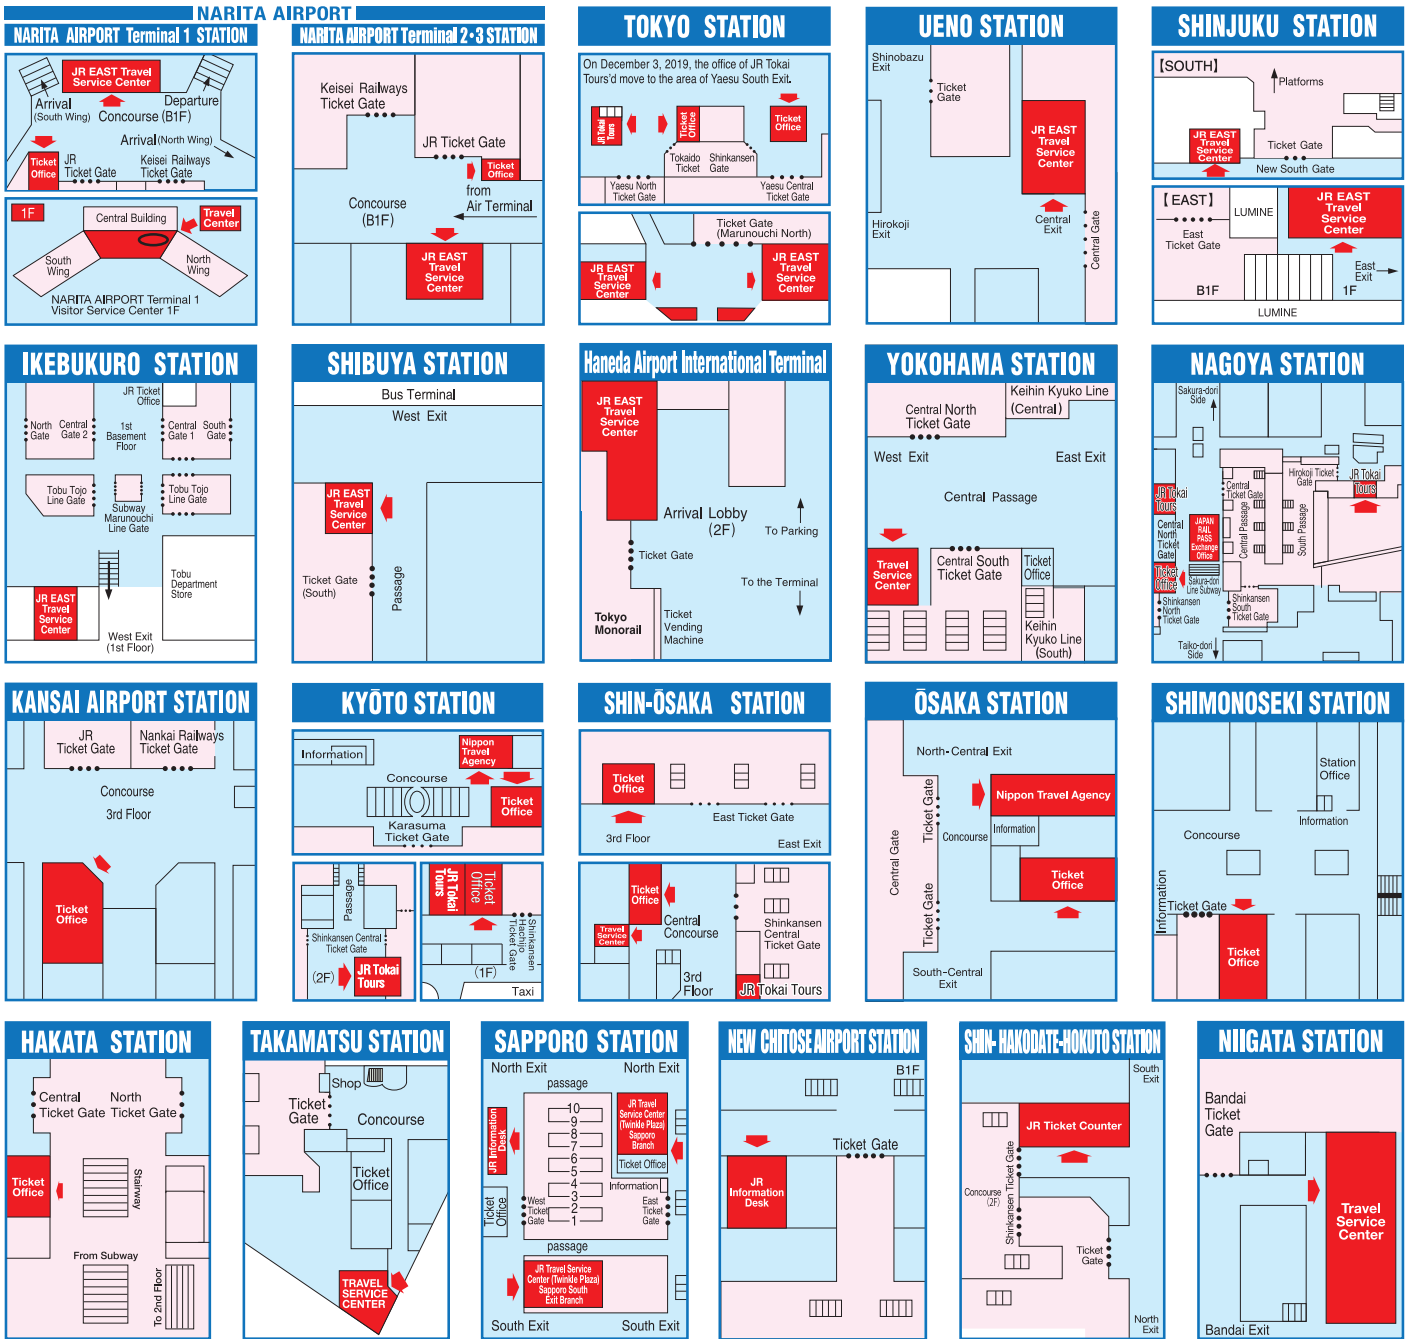 NARITA AIRPORT
NARITA AIRPORT Terminal 1 STATION
JR EAST Travel
Service Center
Arrival
(South Wing)
Departure
Concourse (B1F)
Arrival (North Wing)
Ticket
Office
JR
Ticket Gate
Keisei Railways
Ticket Gate
1F
Central Building
Travel
Center
South
Wing
North
Wing
NARITA AIRPORT Terminal 1
Visitor Service Center 1F
NARITA AIRPORT Terminal 2•3 STATION
Keisei Railways
Ticket Gate
JR Ticket Gate
Ticket
Office
from
Air Terminal
Concourse
(B1F)
JR EAST
Travel
Service
Center
TOKYO STATION
On December 3, 2019, the office of JR Tokai
Tours'd move to the area of Yaesu South Exit.
JR Tokai
Tours
Ticket
Office
Ticket
Office
Tokaido
Ticket
Shinkansen
Gate
Yaesu North
Ticket Gate
Yaesu Central
Ticket Gate
Ticket Gate
(Marunouchi North)
JR EAST
Travel
Service
Center
JR EAST
Travel
Service
Center
UENO STATION
Shinobazu
Exit
Ticket
Gate
JR EAST
Travel
Service
Center
Hirokoji
Exit
Central
Exit
Central Gate
SHINJUKU STATION
【SOUTH】
Platforms
JR EAST
Travel
Service
Center
Ticket Gate
New South Gate
【EAST】
LUMINE
JR EAST
Travel
Service
Center
East
Ticket Gate
East
Exit
B1F
1F
LUMINE
IKEBUKURO STATION
JR Ticket
Office
North
Gate
Central
Gate 2
1st
Basement
Floor
Central
Gate 1
South
Gate
Tobu Tojo
Line Gate
Subway
Marunouchi
Line Gate
Tobu Tojo
Line Gate
Tobu
Department
Store
JR EAST
Travel
Service
Center
West Exit
(1st Floor)
SHIBUYA STATION
Bus Terminal
West Exit
JR EAST
Travel
Service
Center
Ticket Gate
(South)
Passage
Haneda Airport International Terminal
JR EAST
Travel
Service
Center
Arrival Lobby
(2F)
To Parking
Ticket Gate
To the Terminal
Tokyo
Monorail
Ticket
Vending
Machine
YOKOHAMA STATION
Keihin Kyuko Line
(Central)
Central North
Ticket Gate
West Exit
East Exit
Central Passage
Travel
Service
Center
Central South
Ticket Gate
Ticket
Office
Keihin
Kyuko Line
(South)
NAGOYA STATION
Sakura-dori
Side
Hirokoji Ticket
Gate
JR Tokai
Tours
JR Tokai
Tours
Central
Ticket Gate
Central
North
Ticket
Gate
JAPAN
RAIL
PASS
Exchange
Office
Central Passage
South Passage
Ticket
Office
Sakura-dori
Line Subway
Shinkansen
North
Ticket Gate
Shinkansen
South
Ticket Gate
Taiko-dori
Side
KANSAI AIRPORT STATION
JR
Ticket Gate
Nankai Railways
Ticket Gate
Concourse
3rd Floor
Ticket
Office
KYŌTO STATION
Information
Nippon
Travel
Agency
Concourse
Ticket
Office
Karasuma
Ticket Gate
Passage
Shinkansen Central
Ticket Gate
(2F)
JR Tokai
Tours
JR Tokai
Tours
Ticket
Office
Shinkansen
Hachijo
Ticket Gate
(1F)
Taxi
SHIN-ŌSAKA STATION
Ticket
Office
East Ticket Gate
3rd Floor
East Exit
Ticket
Office
Travel
Service
Center
Central
Concourse
Shinkansen
Central
Ticket Gate
3rd
Floor
JR Tokai Tours
ŌSAKA STATION
North-Central Exit
Nippon Travel Agency
Ticket Gate
Concourse
Information
Central Gate
Ticket
Office
Ticket Gate
South-Central
Exit
SHIMONOSEKI STATION
Station
Office
Information
Concourse
Information
Ticket Gate
Ticket
Office
HAKATA STATION
Central
Ticket Gate
North
Ticket Gate
Ticket
Office
Stairway
From Subway
To 2nd Floor
TAKAMATSU STATION
Shop
Ticket
Gate
Concourse
Ticket
Office
TRAVEL
SERVICE
CENTER
SAPPORO STATION
North Exit
North Exit
passage
JR Information
Desk
10
9
8
7
6
5
4
3
2
1
JR Travel
Service Center
(Twinkle Plaza)
Sapporo
Branch
Ticket Office
Information
Ticket
Office
West
Ticket
Gate
East
Ticket
Gate
passage
JR Travel Service
Center (Twinkle Plaza)
Sapporo South
Exit Branch
South Exit
South Exit
NEW CHITOSE AIRPORT STATION
B1F
Ticket Gate
JR
Information
Desk
SHIN-HAKODATE-HOKUTO STATION
South
Exit
JR Ticket Counter
Shinkansen Ticket Gate
Concourse
(2F)
Ticket
Gate
North
Exit
NIIGATA STATION
Bandai
Ticket
Gate
Travel
Service
Center
Bandai Exit